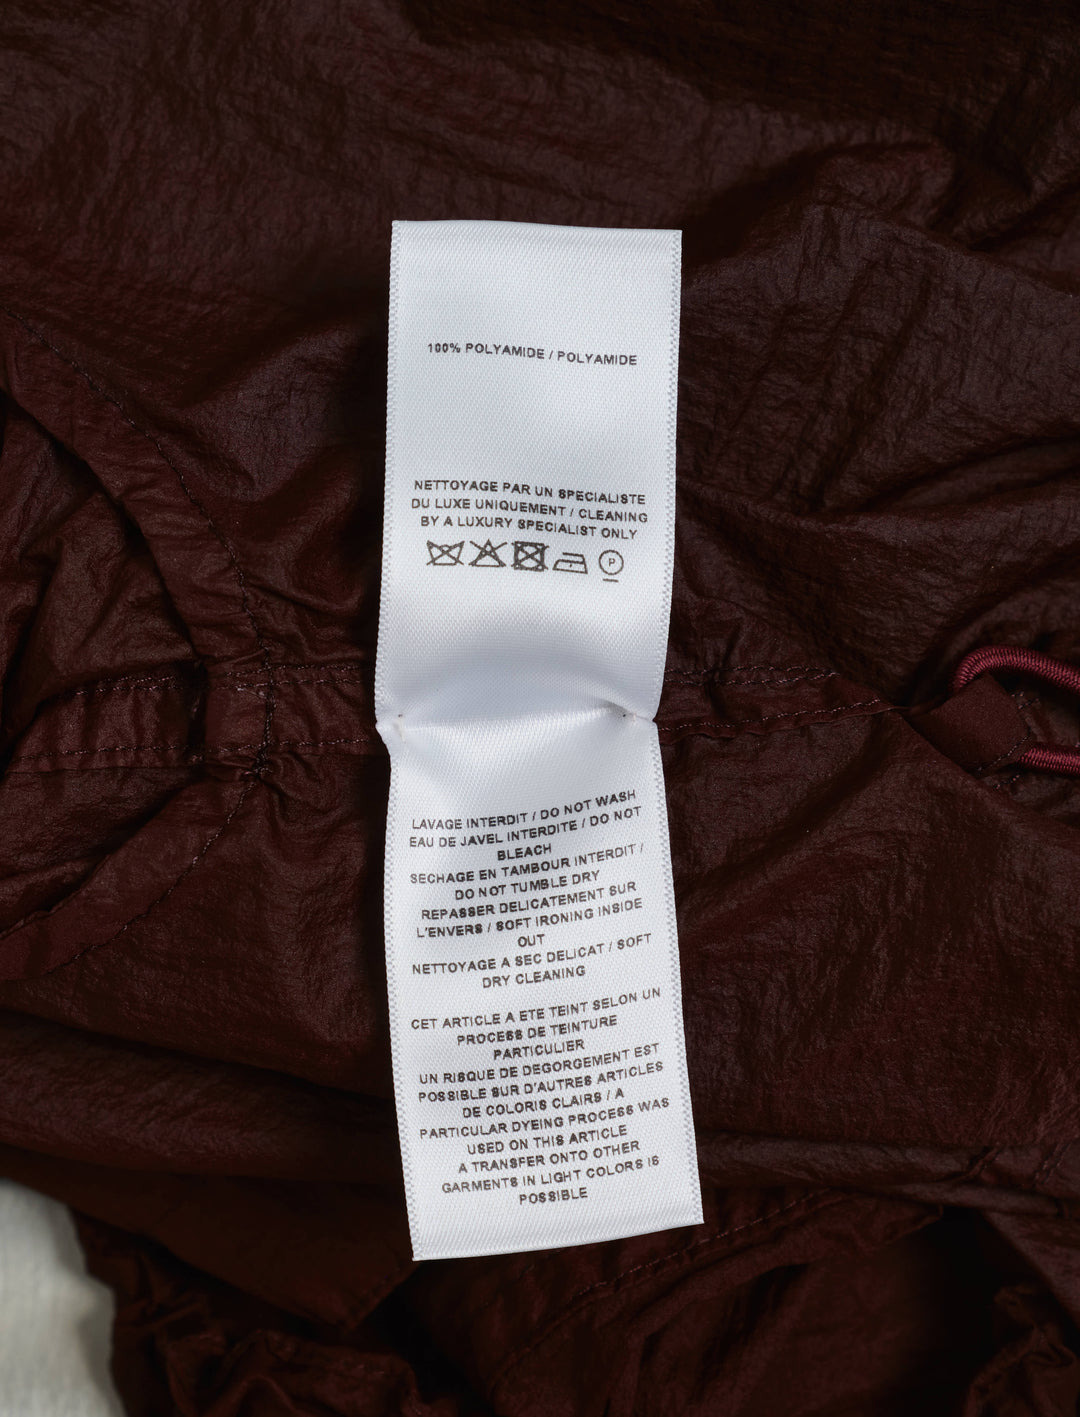 100% POLYAMIDE / POLYAMIDE
NETTOYAGE PAR UN SPECIALISTE
DU LUXE UNIQUEMENT / CLEANING
BY A LUXURY SPECIALIST ONLY
P
LAVAGE INTERDIT / DO NOT WASH
EAU DE JAVEL INTERDITE / DO NOT
BLEACH
SECHAGE EN TAMBOUR INTERDIT /
DO NOT TUMBLE DRY
REPASSER DELICATEMENT SUR
L'ENVERS / SOFT IRONING INSIDE
OUT
NETTOYAGE A SEC DELICAT / SOFT
DRY CLEANING
CET ARTICLE A ETE TEINT SELON UN
PROCESS DE TEINTURE
PARTICULIER
UN RISQUE DE DEGORGEMENT EST
POSSIBLE SUR D'AUTRES ARTICLES
DE COLORIS CLAIRS / A
PARTICULAR DYEING PROCESS WAS
USED ON THIS ARTICLE
A TRANSFER ONTO OTHER
GARMENTS IN LIGHT COLORS IS
POSSIBLE